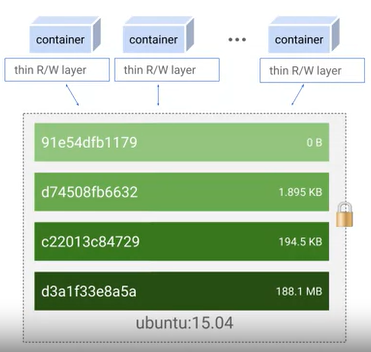 container container ••• container
thin R/W layer thin R/W layer thin R/W layer
91e54dfb1179 0 B
d74508fb6632 1.895 KB
c22013c84729 194.5 KB
d3a1f33e8a5a 188.1 MB
ubuntu:15.04